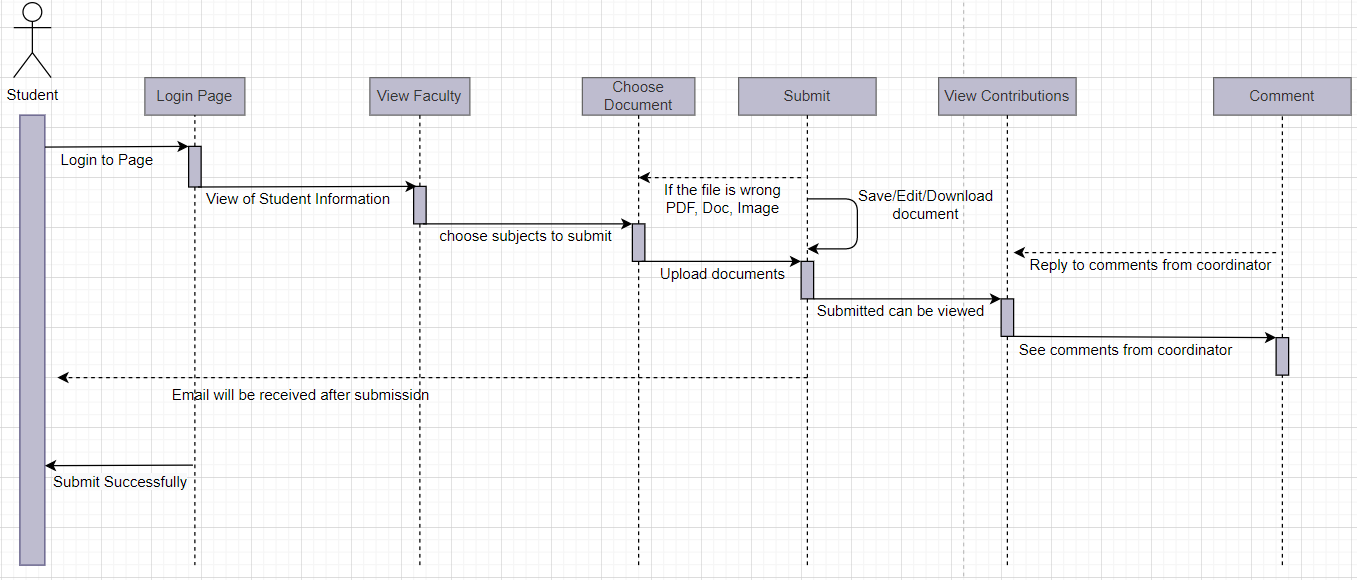 Student
Login Page
View Faculty
Choose
Document
Submit
View Contributions
Comment
Login to Page
View of Student Information
choose subjects to submit
If the file is wrong
PDF, Doc, Image
Save/Edit/Download
document
Upload documents
Reply to comments from coordinator
Submitted can be viewed
See comments from coordinator
Email will be received after submission
Submit Successfully